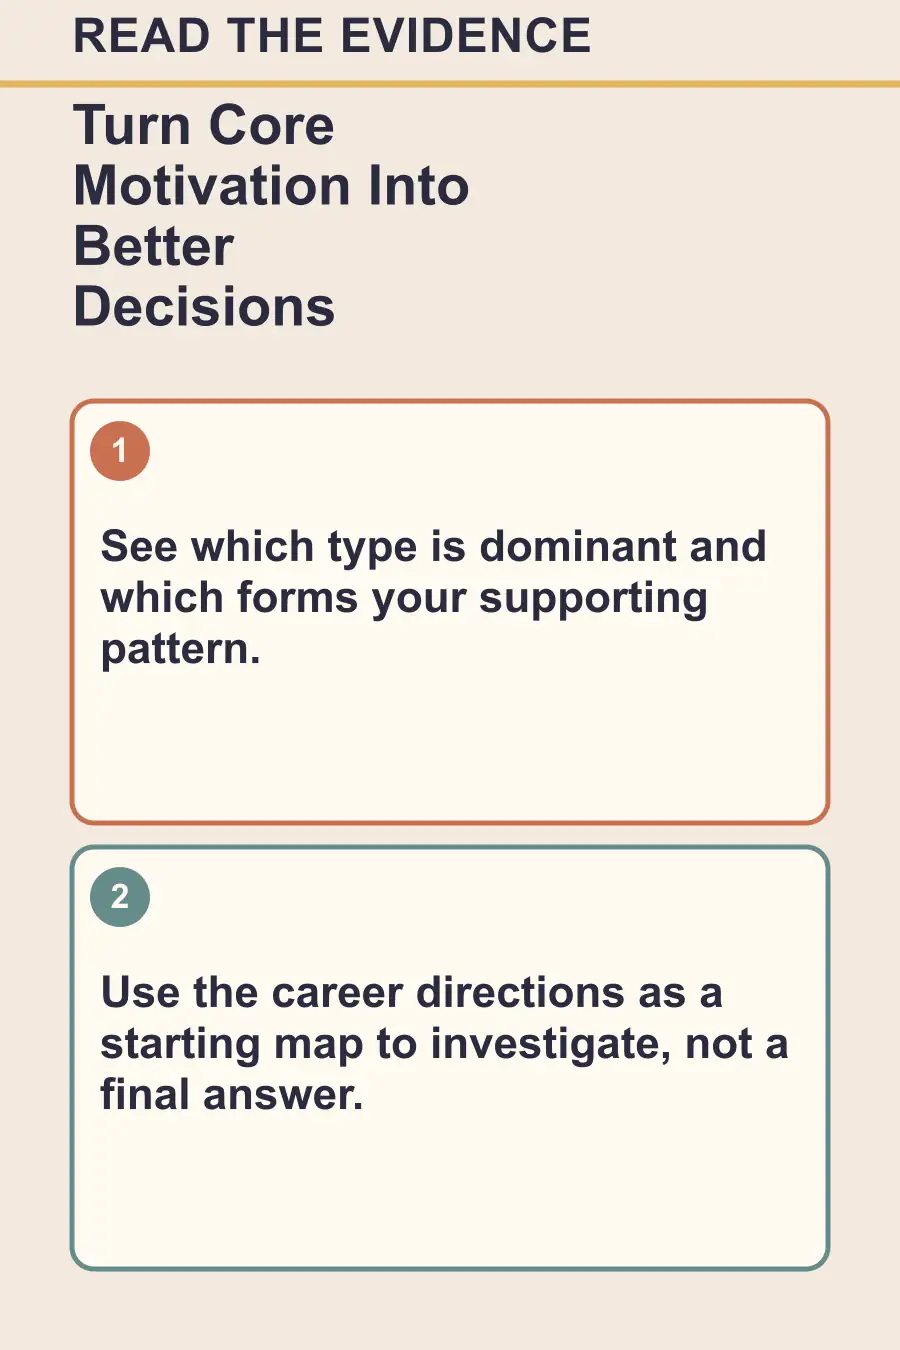 READ THE EVIDENCE
Turn Core
Motivation Into
Better
Decisions
1
See which type is dominant and
which forms your supporting
pattern.
2
Use the career directions as a
starting map to investigate, not a
final answer.